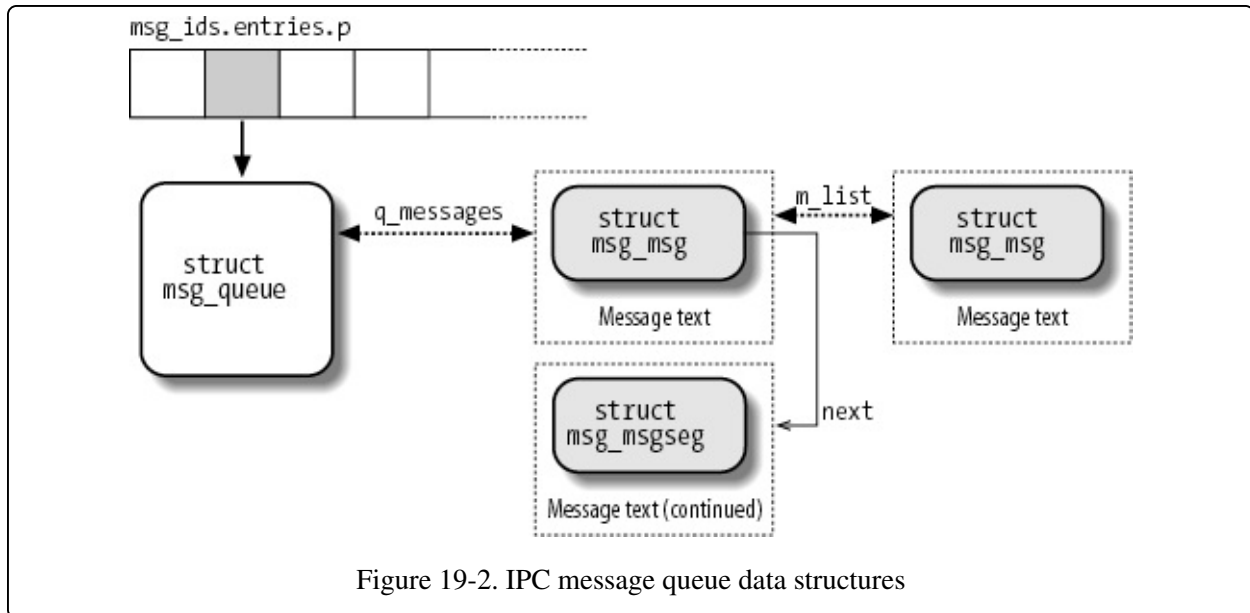 msg_ids.entries.p
q_messages
m_list
struct
msg_queue
struct
msg_msg
Message text
struct
msg_msg
Message text
struct
msg_msgseg
Message text (continued)
next
Figure 19-2. IPC message queue data structures